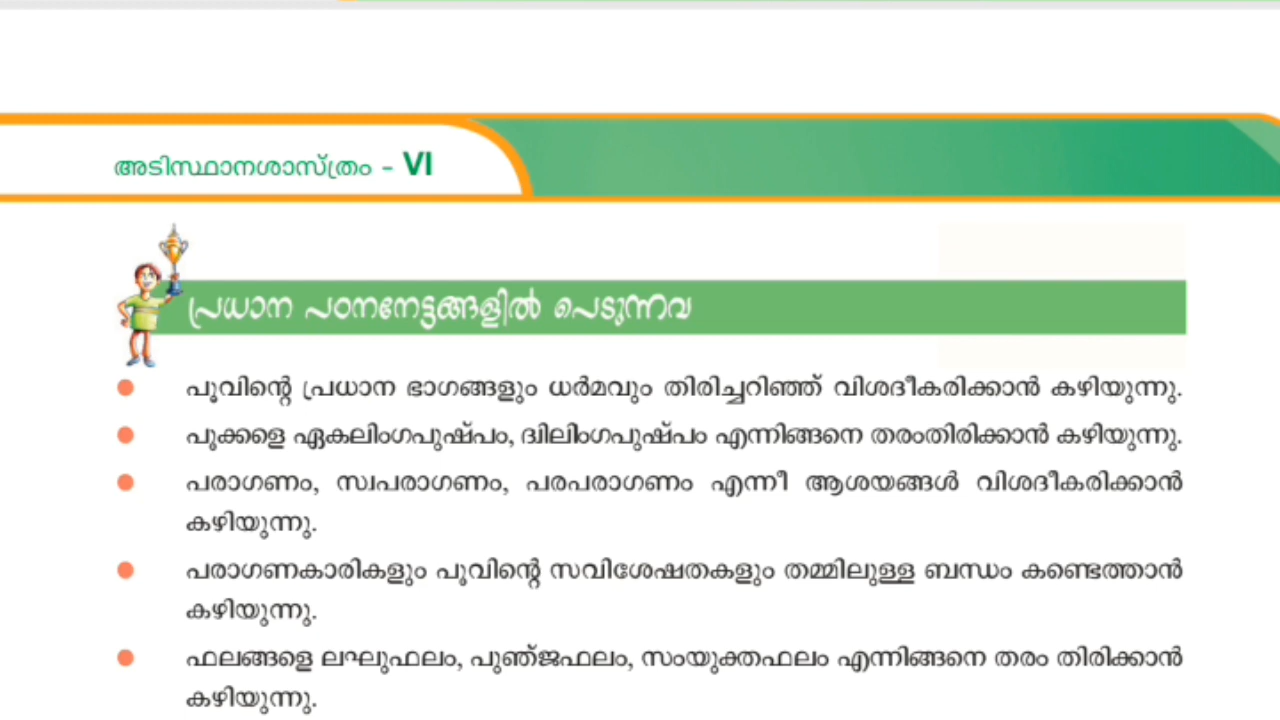 അടിസ്ഥാനശാസ്ത്രം - VI
പ്രധാന പഠനനേട്ടങ്ങളിൽ പെടുന്നവ
പൂവിന്റെ പ്രധാന ഭാഗങ്ങളും ധർമവും തിരിച്ചറിഞ്ഞ് വിശദീകരിക്കാൻ കഴിയുന്നു.
പൂക്കളെ ഏകലിംഗപുഷ്പം, ദ്വിലിംഗപുഷ്പം എന്നിങ്ങനെ തരംതിരിക്കാൻ കഴിയുന്നു.
പരാഗണം, സ്വപരാഗണം, പരപരാഗണം എന്നീ ആശയങ്ങൾ വിശദീകരിക്കാൻ
കഴിയുന്നു.
പരാഗണകാരികളും പൂവിന്റെ സവിശേഷതകളും തമ്മിലുള്ള ബന്ധം കണ്ടെത്താൻ
കഴിയുന്നു.
ഫലങ്ങളെ ലഘുഫലം, പുഞ്ജഫലം, സംയുക്തഫലം എന്നിങ്ങനെ തരം തിരിക്കാൻ
കഴിയുന്നു.